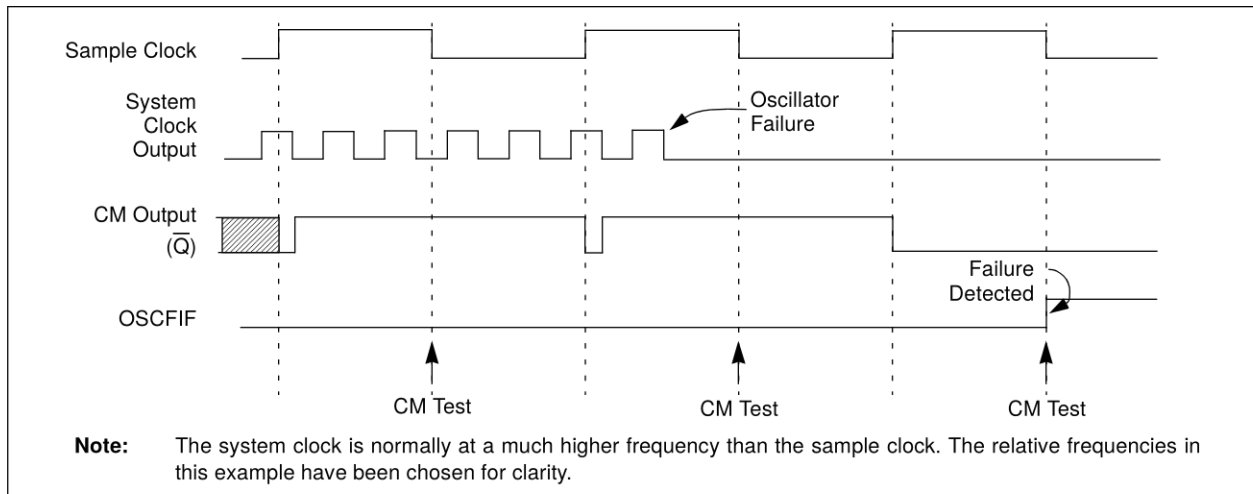 Sample Clock
System
Clock
Output
Oscillator
Failure
CM Output
(Q̅)
Failure
Detected
OSCFIF
CM Test
CM Test
CM Test
Note: The system clock is normally at a much higher frequency than the sample clock. The relative frequencies in
this example have been chosen for clarity.